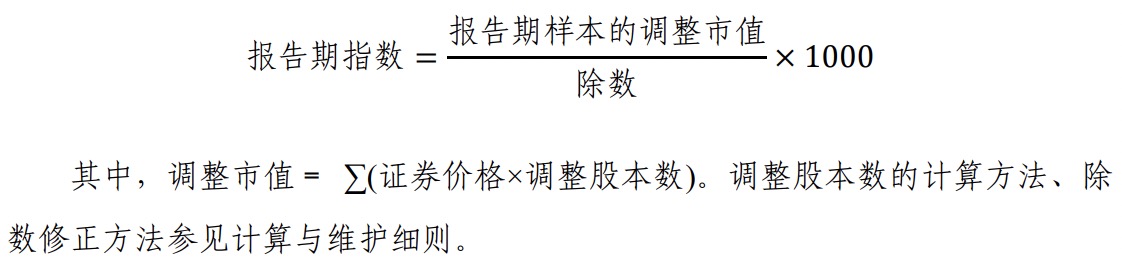 报告期指数 = 报告期样本的调整市值 / 除数 × 1000
其中，调整市值 = ∑(证券价格×调整股本数)。调整股本数的计算方法、除
数修正方法参见计算与维护细则。